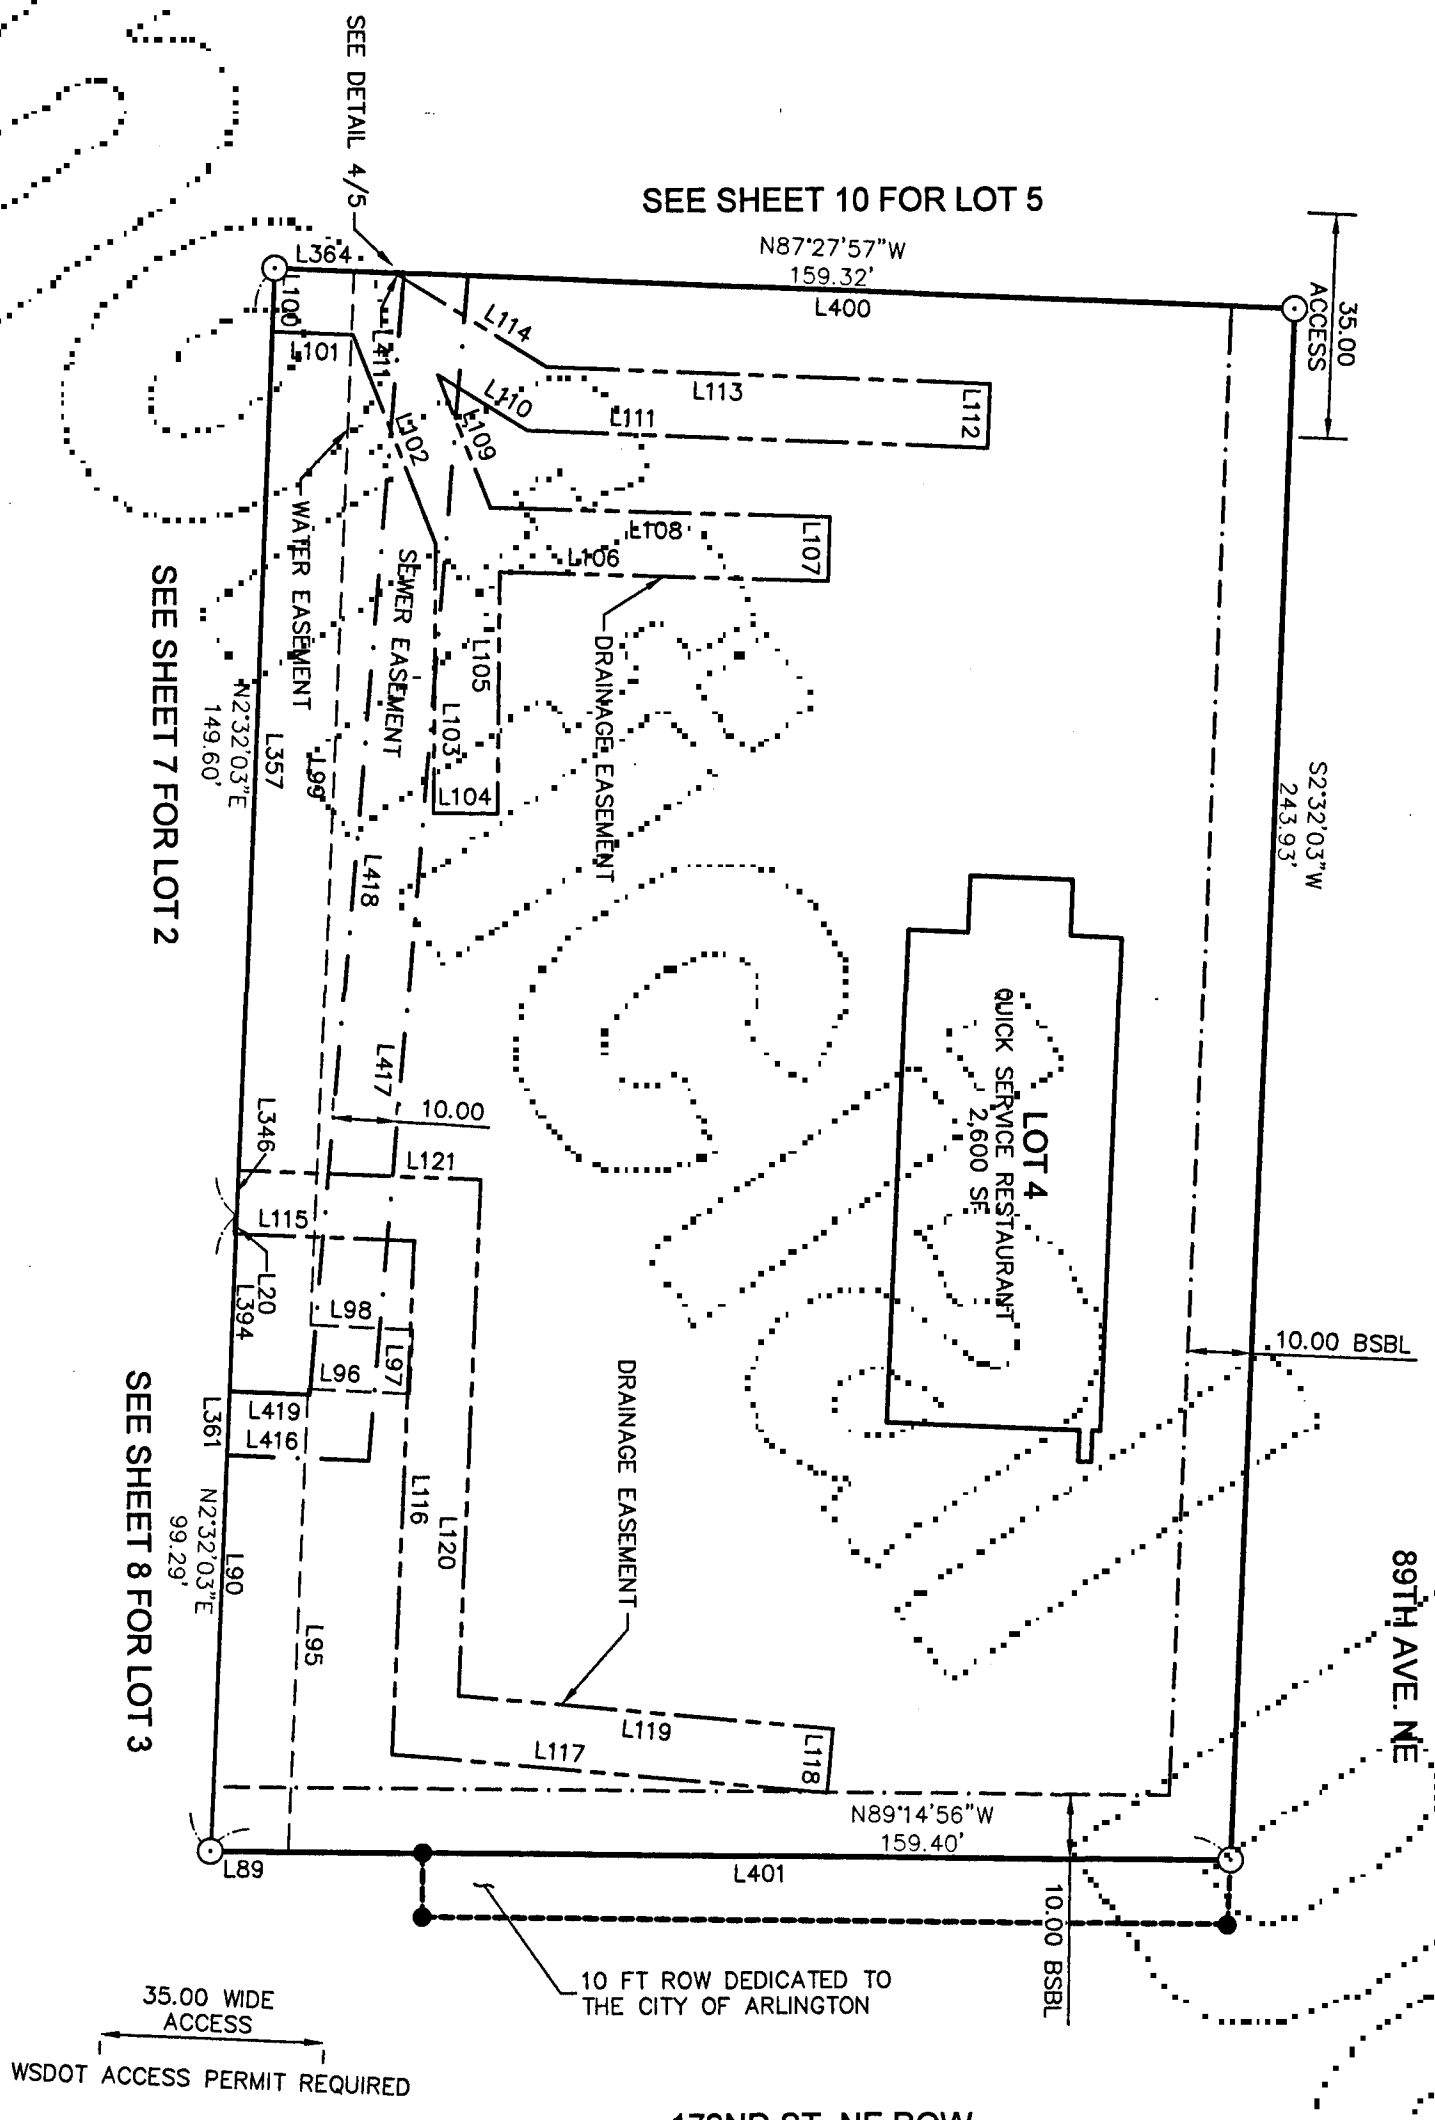 SEE DETAIL 4/5
SEE SHEET 10 FOR LOT 5
N87°27'57"W
159.32'
L400
35.00
ACCESS
L364
L100
L101
L411
L114
L113
L112
L110
L111
L109
L102
L108
L107
L106
L105
L103
L104
WATER EASEMENT
SEWER EASEMENT
DRAINAGE EASEMENT
SEE SHEET 7 FOR LOT 2
N2°32'03"E
149.60'
L357
L99
L418
L417
S2°32'03"W
243.93'
LOT 4
QUICK SERVICE RESTAURANT
2,600 SF
10.00
L346
L121
L115
L20
L394
L98
L97
L96
L419
L416
L361
10.00 BSBL
89TH AVE. NE
SEE SHEET 8 FOR LOT 3
N2°32'03"E
99.29'
L90
L95
L116
L120
DRAINAGE EASEMENT
L119
L117
L118
N89°14'56"W
159.40'
L401
L89
10.00 BSBL
10 FT ROW DEDICATED TO
THE CITY OF ARLINGTON
35.00 WIDE
ACCESS
WSDOT ACCESS PERMIT REQUIRED